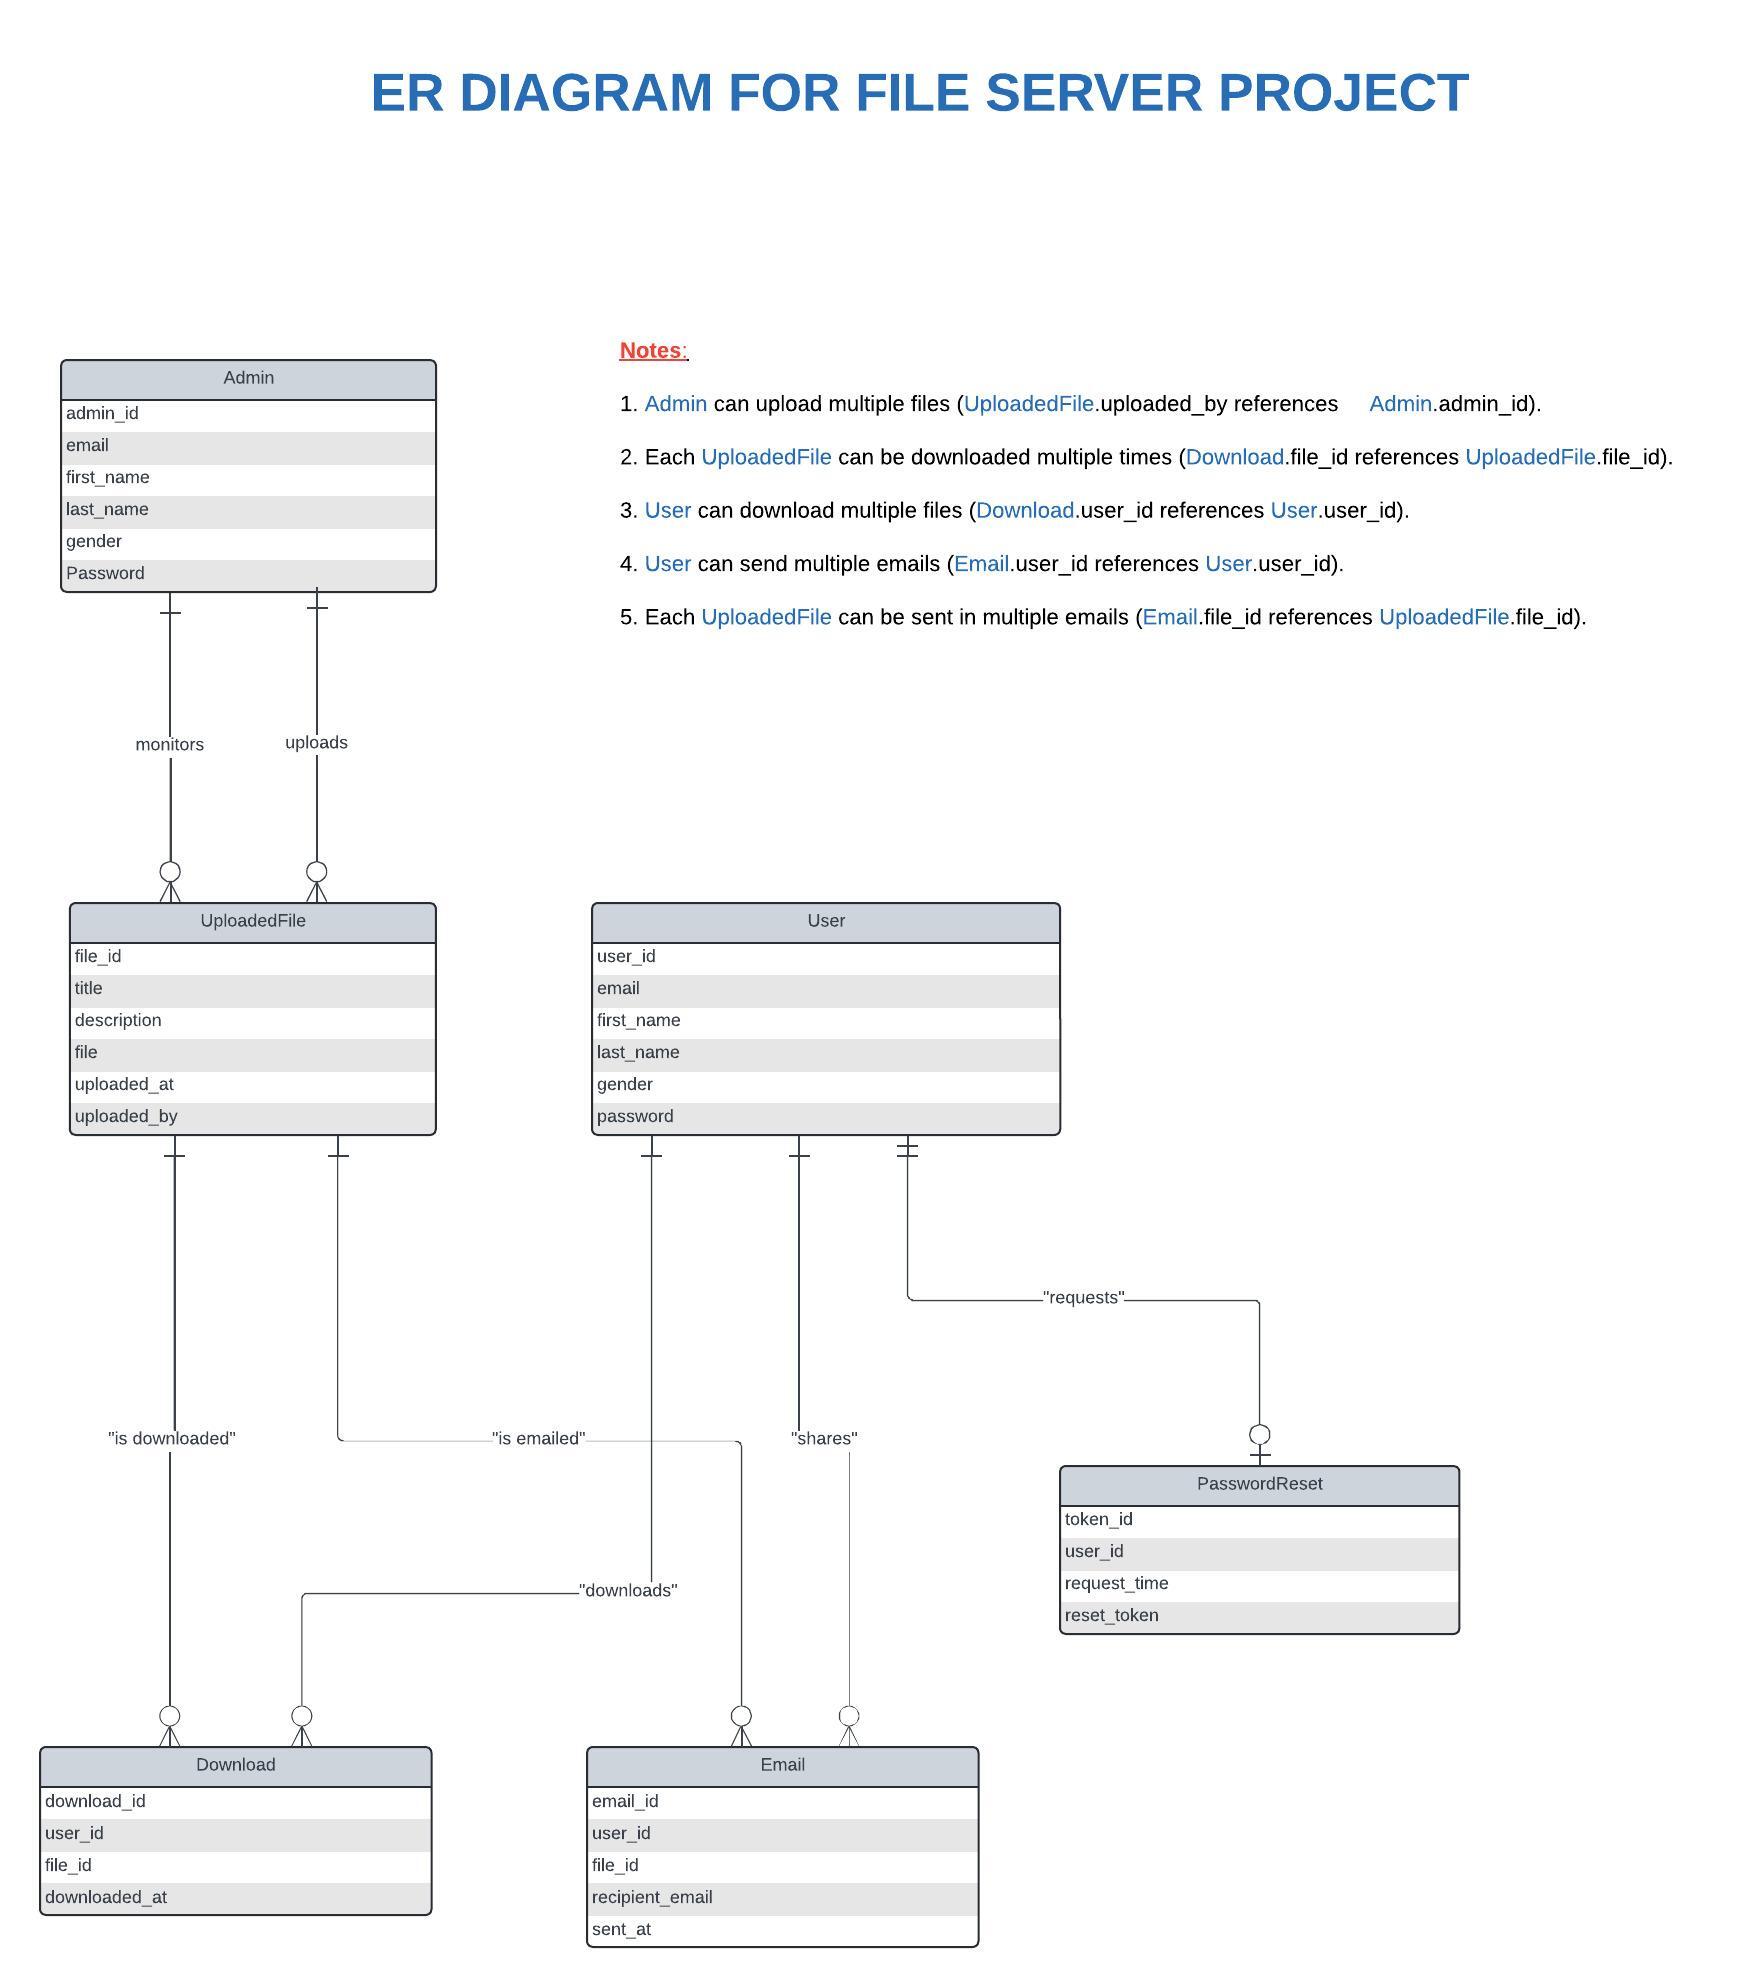 ER DIAGRAM FOR FILE SERVER PROJECT
Notes:
1. Admin can upload multiple files (UploadedFile.uploaded_by references Admin.admin_id).
2. Each UploadedFile can be downloaded multiple times (Download.file_id references UploadedFile.file_id).
3. User can download multiple files (Download.user_id references User.user_id).
4. User can send multiple emails (Email.user_id references User.user_id).
5. Each UploadedFile can be sent in multiple emails (Email.file_id references UploadedFile.file_id).
Admin
admin_id
email
first_name
last_name
gender
Password
monitors
uploads
UploadedFile
file_id
title
description
file
uploaded_at
uploaded_by
User
user_id
email
first_name
last_name
gender
password
"requests"
"is downloaded"
"is emailed"
"shares"
"downloads"
PasswordReset
token_id
user_id
request_time
reset_token
Download
download_id
user_id
file_id
downloaded_at
Email
email_id
user_id
file_id
recipient_email
sent_at